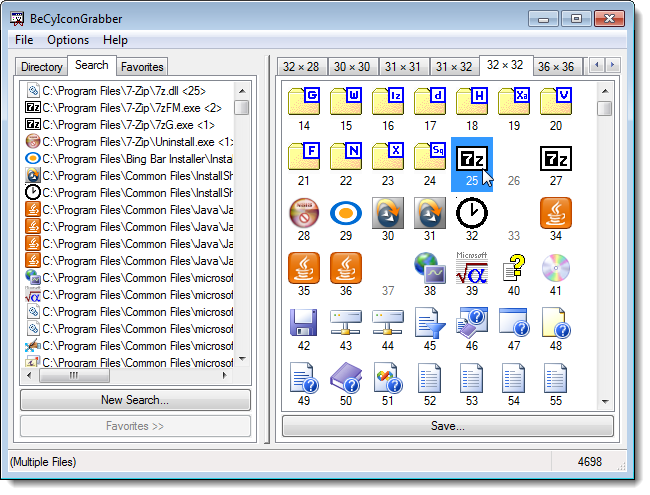 BeCyIconGrabber
File Options Help
Directory Search Favorites
C:\Program Files\7-Zip\7z.dll <25>
C:\Program Files\7-Zip\7zFM.exe <2>
C:\Program Files\7-Zip\7zG.exe <1>
C:\Program Files\7-Zip\Uninstall.exe <1>
C:\Program Files\Bing Bar Installer\Insta
C:\Program Files\Common Files\InstallSh
C:\Program Files\Common Files\InstallSh
C:\Program Files\Common Files\Java\Ja
C:\Program Files\Common Files\Java\Ja
C:\Program Files\Common Files\Java\Ja
C:\Program Files\Common Files\Java\Ja
C:\Program Files\Common Files\microsof
C:\Program Files\Common Files\microsof
C:\Program Files\Common Files\microsof
C:\Program Files\Common Files\microsof
C:\Program Files\Common Files\microsof
C:\Program Files\Common Files\microsof
New Search...
Favorites >>
32 × 28 30 × 30 31 × 31 31 × 32 32 × 32 36 × 36
G W Iz d H Xa V
14 15 16 17 18 19 20
F N X Sq 7z 7z
21 22 23 24 25 26 27
28 29 30 31 32 33 34
Microsoft
√α
35 36 37 38 39 40 41
42 43 44 45 46 47 48
49 50 51 52 53 54 55
Save...
(Multiple Files) 4698